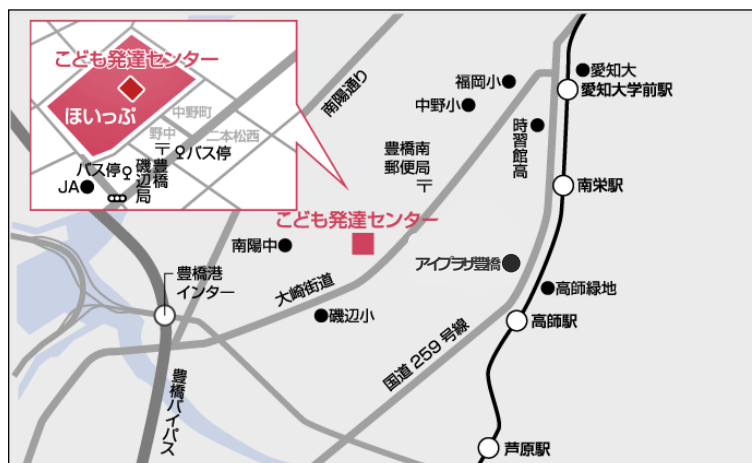 こども発達センター
ほいっぷ
中野町
野中
二本松西
バス停
バス停
豊橋
磯辺局
JA
南陽通り
福岡小
中野小
愛知大
愛知大学前駅
時習館高
豊橋南
郵便局
南栄駅
こども発達センター
南陽中
アイプラザ豊橋
豊橋港
インター
大崎街道
高師緑地
磯辺小
高師駅
国道259号線
豊橋バイパス
芦原駅